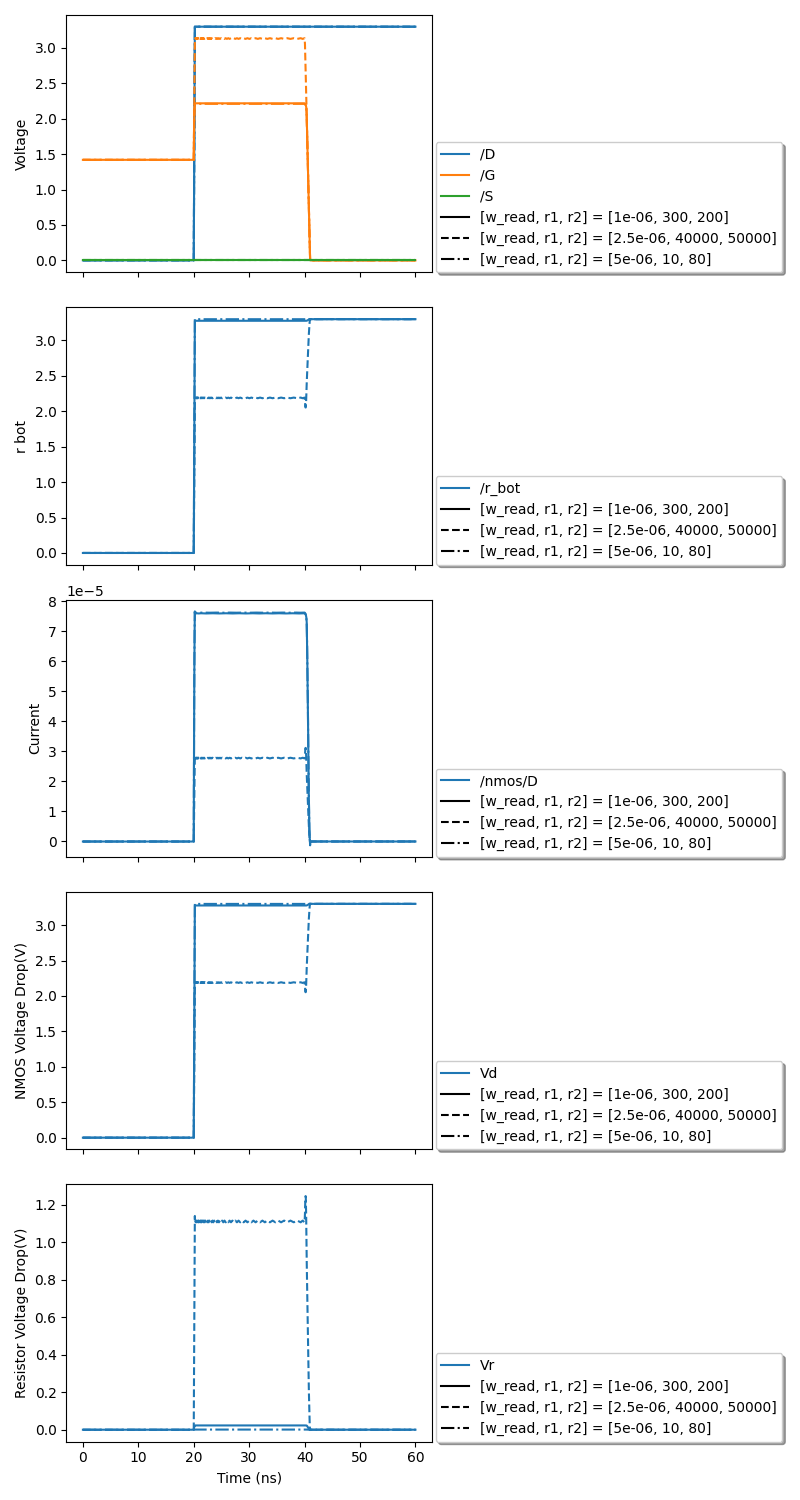 3.0
2.5
2.0
1.5
1.0
0.5
0.0
Voltage
/D
/G
/S
[w_read, r1, r2] = [1e-06, 300, 200]
[w_read, r1, r2] = [2.5e-06, 40000, 50000]
[w_read, r1, r2] = [5e-06, 10, 80]
3.0
2.5
2.0
1.5
1.0
0.5
0.0
r bot
/r_bot
[w_read, r1, r2] = [1e-06, 300, 200]
[w_read, r1, r2] = [2.5e-06, 40000, 50000]
[w_read, r1, r2] = [5e-06, 10, 80]
1e−5
8
7
6
5
4
3
2
1
0
Current
/nmos/D
[w_read, r1, r2] = [1e-06, 300, 200]
[w_read, r1, r2] = [2.5e-06, 40000, 50000]
[w_read, r1, r2] = [5e-06, 10, 80]
3.0
2.5
2.0
1.5
1.0
0.5
0.0
NMOS Voltage Drop(V)
Vd
[w_read, r1, r2] = [1e-06, 300, 200]
[w_read, r1, r2] = [2.5e-06, 40000, 50000]
[w_read, r1, r2] = [5e-06, 10, 80]
1.2
1.0
0.8
0.6
0.4
0.2
0.0
Resistor Voltage Drop(V)
Vr
[w_read, r1, r2] = [1e-06, 300, 200]
[w_read, r1, r2] = [2.5e-06, 40000, 50000]
[w_read, r1, r2] = [5e-06, 10, 80]
0 10 20 30 40 50 60
Time (ns)